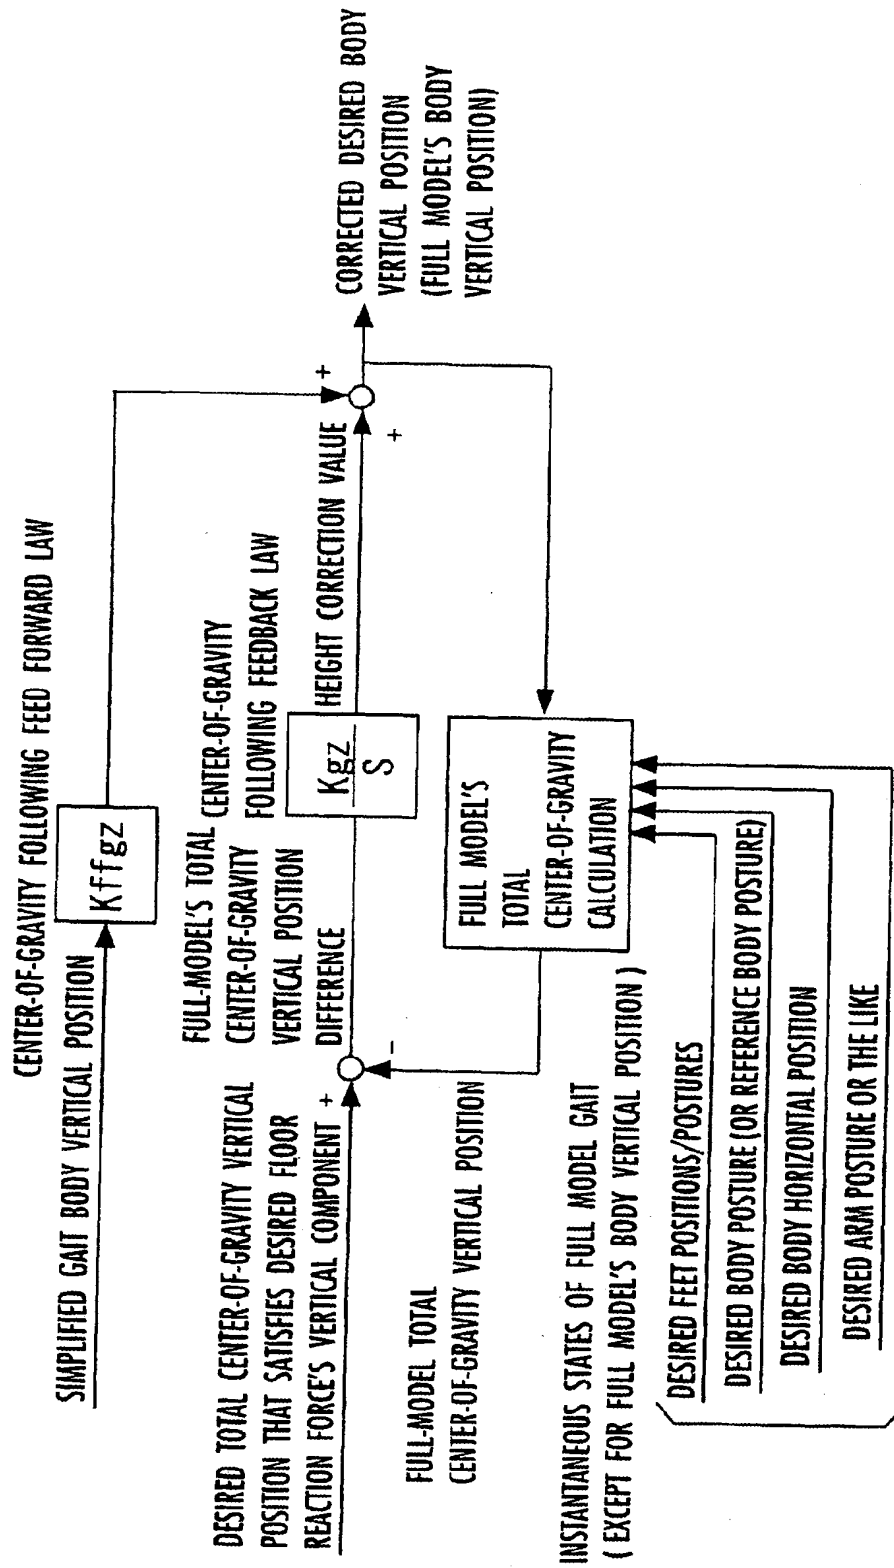 CENTER-OF-GRAVITY FOLLOWING FEED FORWARD LAW
SIMPLIFIED GAIT BODY VERTICAL POSITION
Kffgz
DESIRED TOTAL CENTER-OF-GRAVITY VERTICAL
POSITION THAT SATISFIES DESIRED FLOOR
REACTION FORCE'S VERTICAL COMPONENT
+
-
FULL-MODEL'S TOTAL
CENTER-OF-GRAVITY
VERTICAL POSITION
DIFFERENCE
CENTER-OF-GRAVITY
FOLLOWING FEEDBACK LAW
Kgz
S
HEIGHT CORRECTION VALUE
+
+
CORRECTED DESIRED BODY
VERTICAL POSITION
(FULL MODEL'S BODY
VERTICAL POSITION)
FULL-MODEL TOTAL
CENTER-OF-GRAVITY VERTICAL POSITION
FULL MODEL'S
TOTAL
CENTER-OF-GRAVITY
CALCULATION
INSTANTANEOUS STATES OF FULL MODEL GAIT
( EXCEPT FOR FULL MODEL'S BODY VERTICAL POSITION )
DESIRED FEET POSITIONS/POSTURES
DESIRED BODY POSTURE (OR REFERENCE BODY POSTURE)
DESIRED BODY HORIZONTAL POSITION
DESIRED ARM POSTURE OR THE LIKE